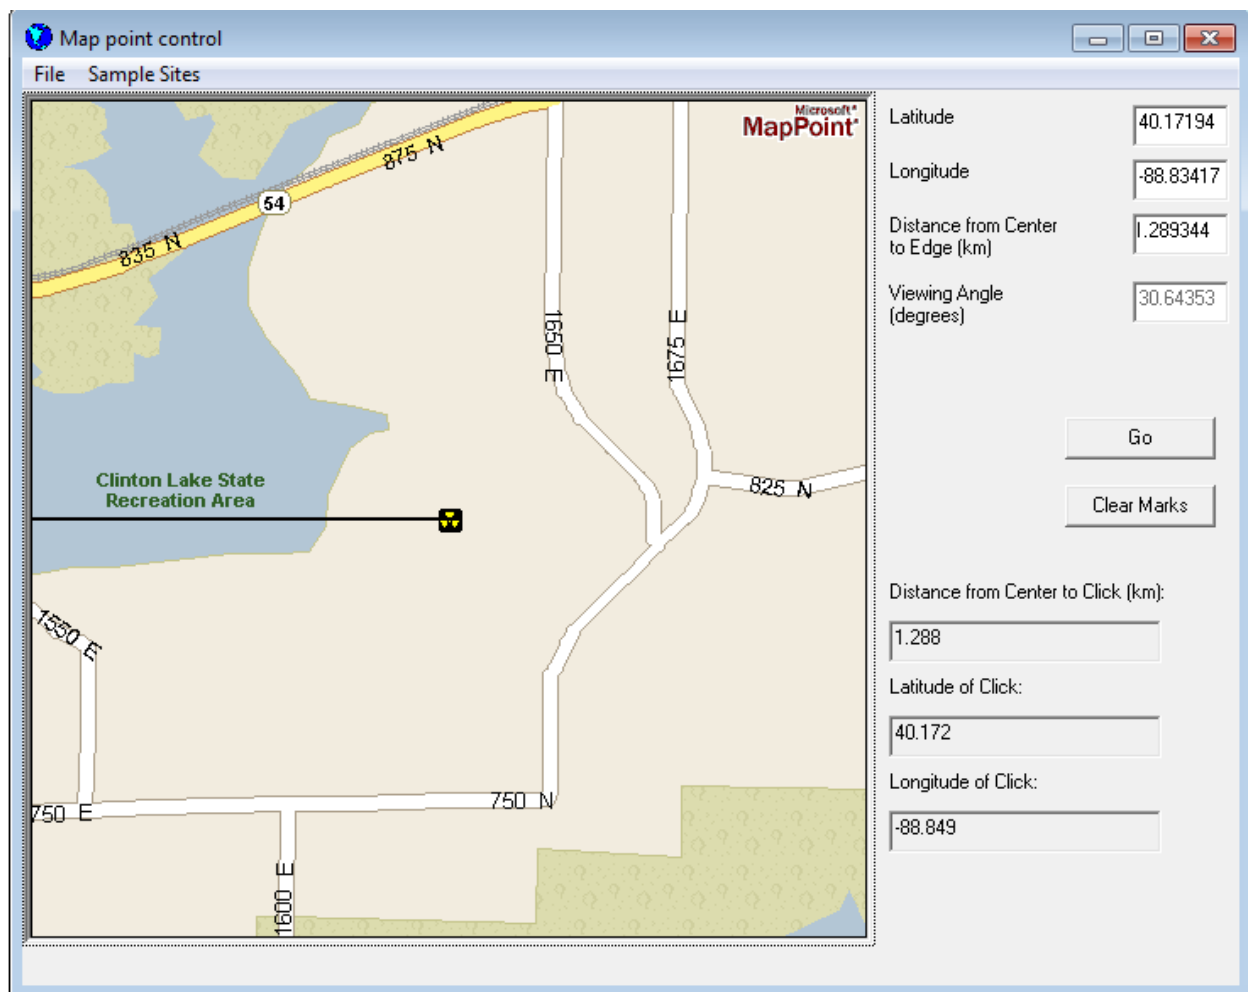 Map point control
File Sample Sites
Microsoft®
MapPoint®
875 N
54
835 N
1650 E
1675 E
825 N
Clinton Lake State
Recreation Area
1550 E
750 E
750 N
1600 E
Latitude
40.17194
Longitude
-88.83417
Distance from Center
to Edge (km)
1.289344
Viewing Angle
(degrees)
30.64353
Go
Clear Marks
Distance from Center to Click (km):
1.288
Latitude of Click:
40.172
Longitude of Click:
-88.849